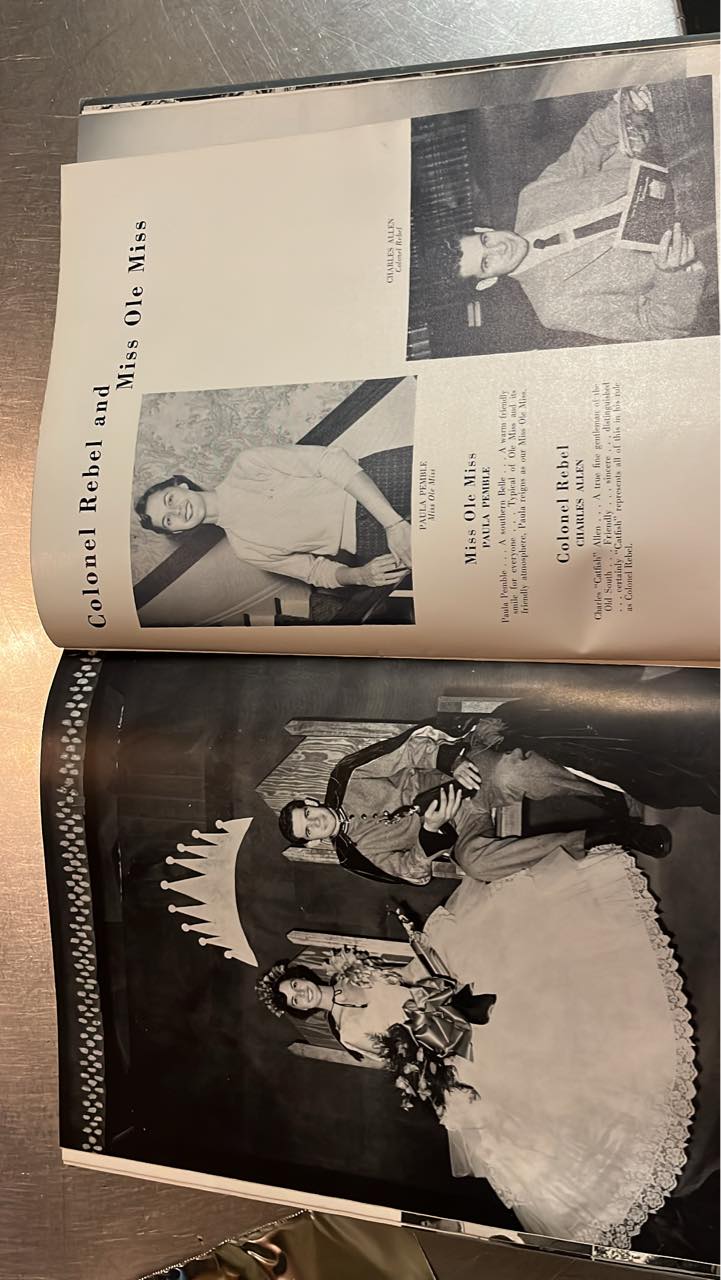 Colonel Rebel and
Miss Ole Miss
PAULA PEMBLE
Miss Ole Miss
CHARLES ALLEN
Colonel Rebel
Miss Ole Miss
PAULA PEMBLE
Paula Pemble . . . A southern Belle . . . A warm friendly
smile for everyone . . . Typical of Ole Miss and its
friendly atmosphere, Paula reigns as our Miss Ole Miss.
Colonel Rebel
CHARLES ALLEN
Charles "Catfish" Allen . . . A true fine gentleman of the
Old South . . . Friendly . . . sincere . . . distinguished
. . . certainly "Catfish" represents all of this in his role
as Colonel Rebel.